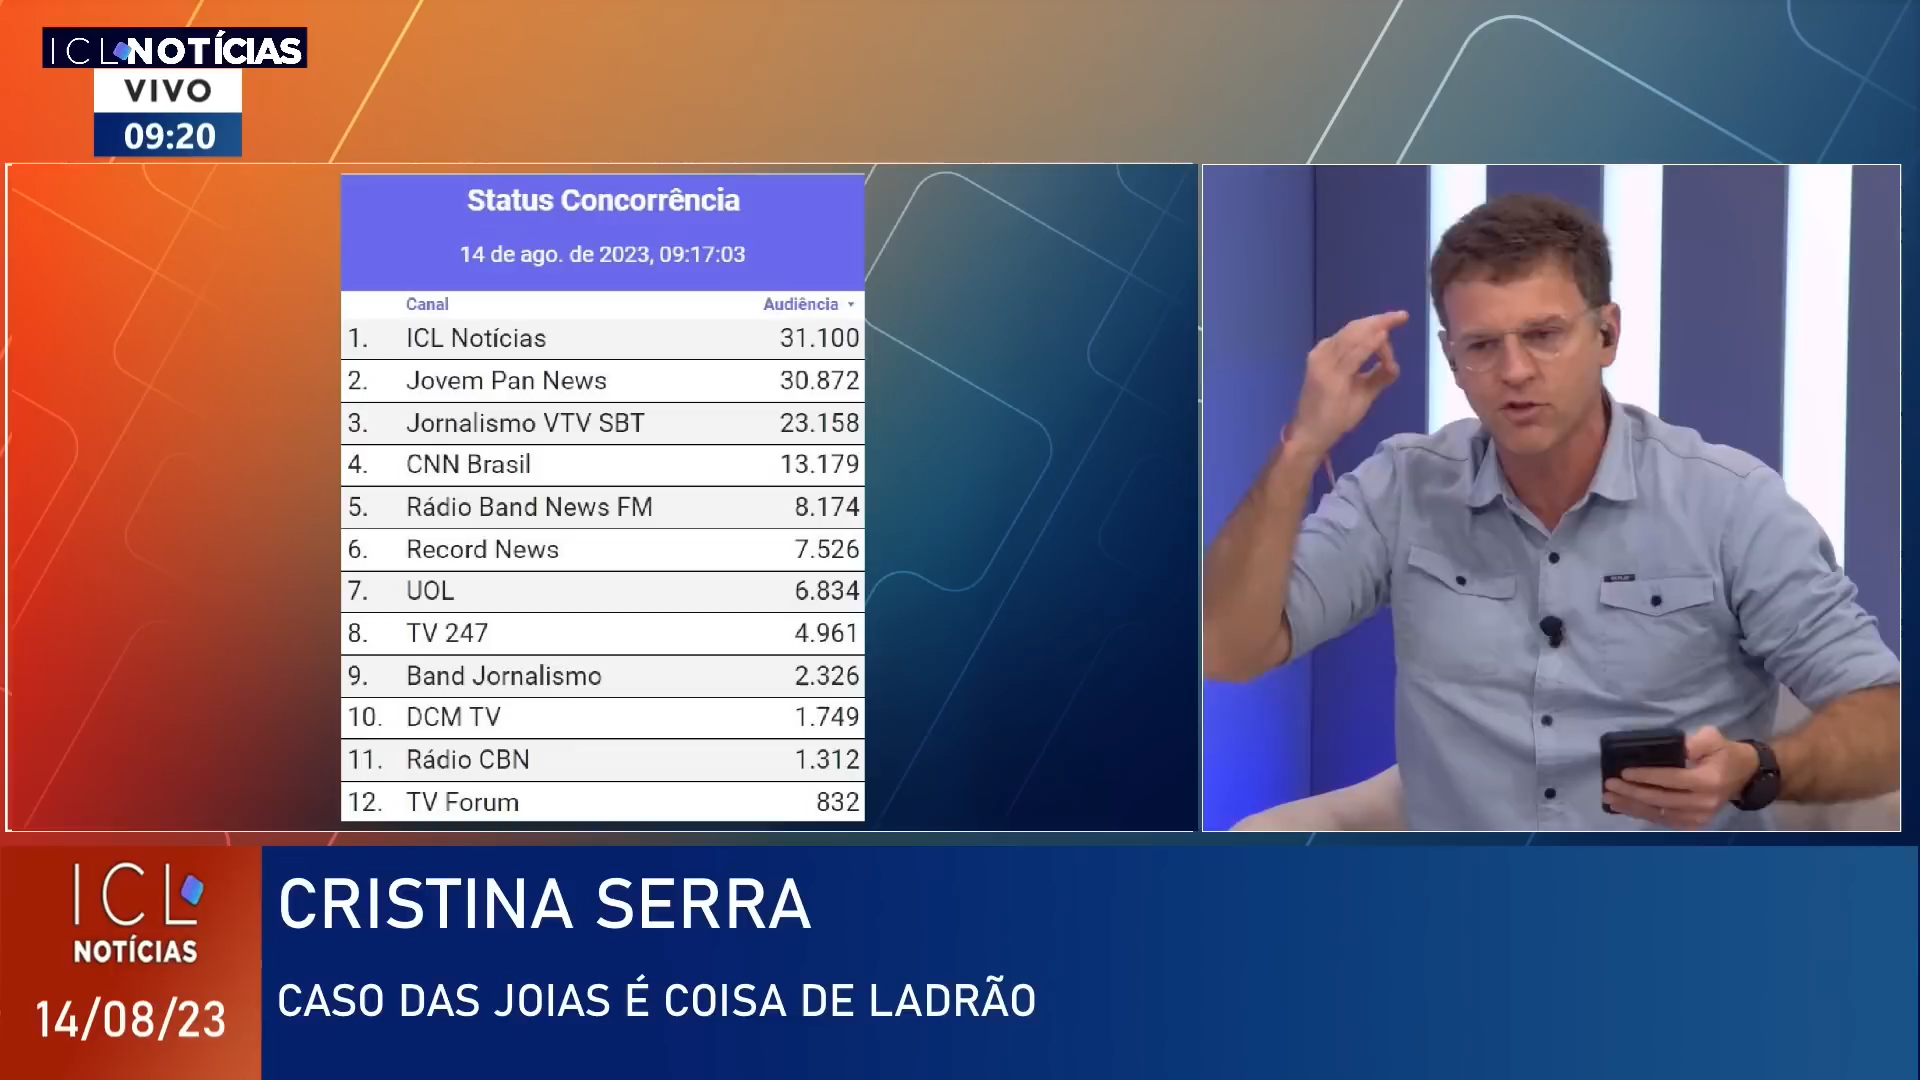 ICL NOTÍCIAS
VIVO
09:20
Status Concorrência
14 de ago. de 2023, 09:17:03
Canal Audiência
1. ICL Notícias 31.100
2. Jovem Pan News 30.872
3. Jornalismo VTV SBT 23.158
4. CNN Brasil 13.179
5. Rádio Band News FM 8.174
6. Record News 7.526
7. UOL 6.834
8. TV 247 4.961
9. Band Jornalismo 2.326
10. DCM TV 1.749
11. Rádio CBN 1.312
12. TV Forum 832
ICL
NOTÍCIAS
14/08/23
CRISTINA SERRA
CASO DAS JOIAS É COISA DE LADRÃO